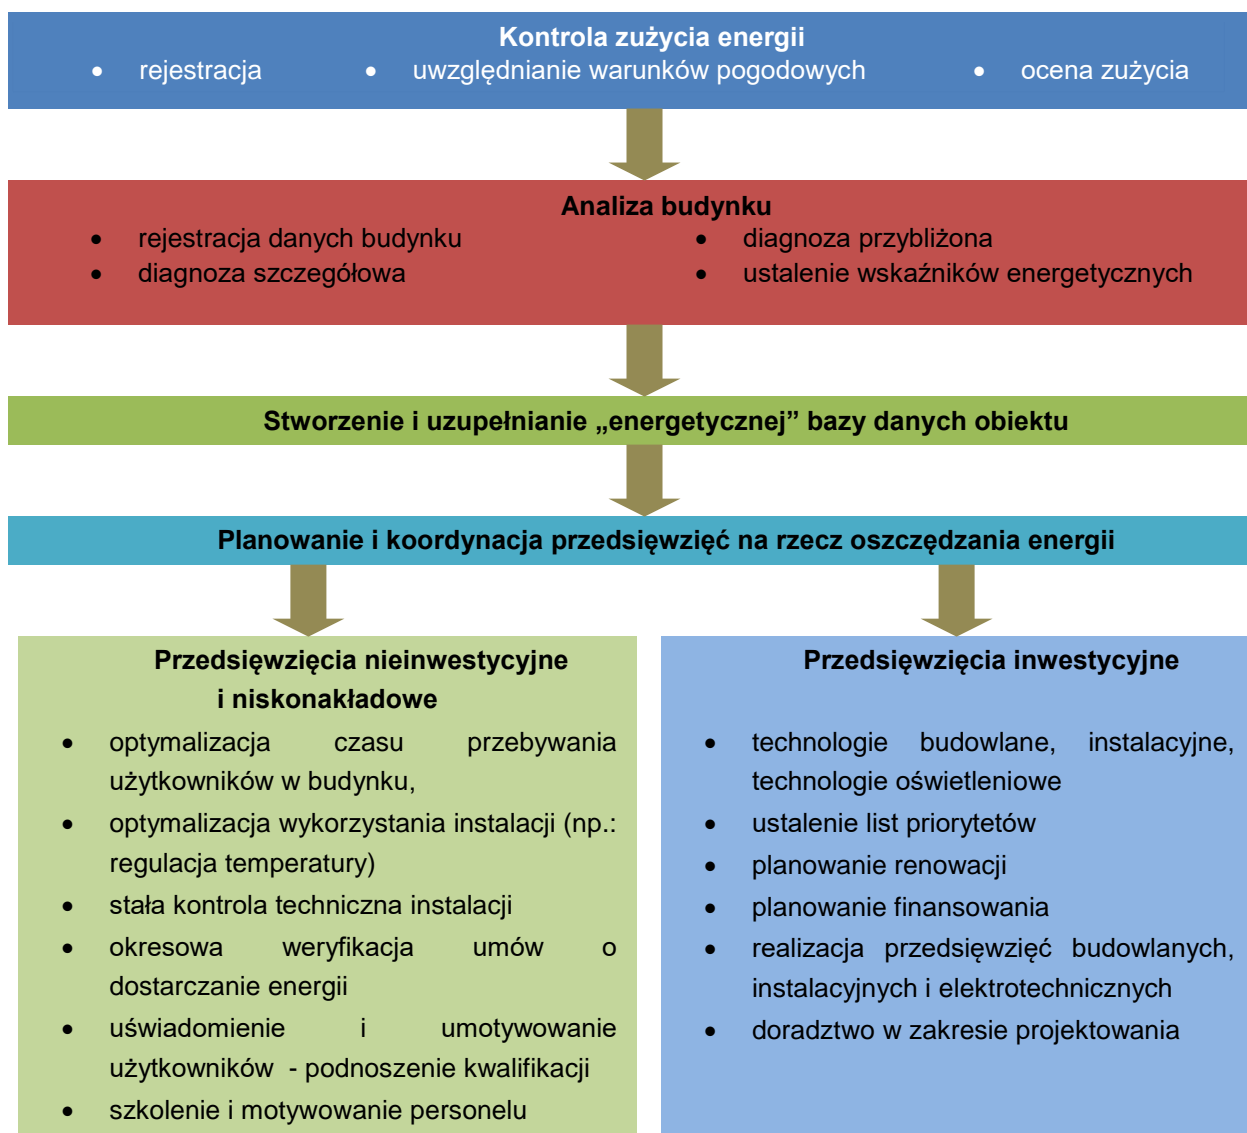 Kontrola zużycia energii
• rejestracja • uwzględnianie warunków pogodowych • ocena zużycia
Analiza budynku
• rejestracja danych budynku • diagnoza przybliżona
• diagnoza szczegółowa • ustalenie wskaźników energetycznych
Stworzenie i uzupełnianie „energetycznej” bazy danych obiektu
Planowanie i koordynacja przedsięwzięć na rzecz oszczędzania energii
Przedsięwzięcia nieinwestycyjne
i niskonakładowe
• optymalizacja czasu przebywania
użytkowników w budynku,
• optymalizacja wykorzystania instalacji (np.:
regulacja temperatury)
• stała kontrola techniczna instalacji
• okresowa weryfikacja umów o
dostarczanie energii
• uświadomienie i umotywowanie
użytkowników - podnoszenie kwalifikacji
• szkolenie i motywowanie personelu
Przedsięwzięcia inwestycyjne
• technologie budowlane, instalacyjne,
technologie oświetleniowe
• ustalenie list priorytetów
• planowanie renowacji
• planowanie finansowania
• realizacja przedsięwzięć budowlanych,
instalacyjnych i elektrotechnicznych
• doradztwo w zakresie projektowania